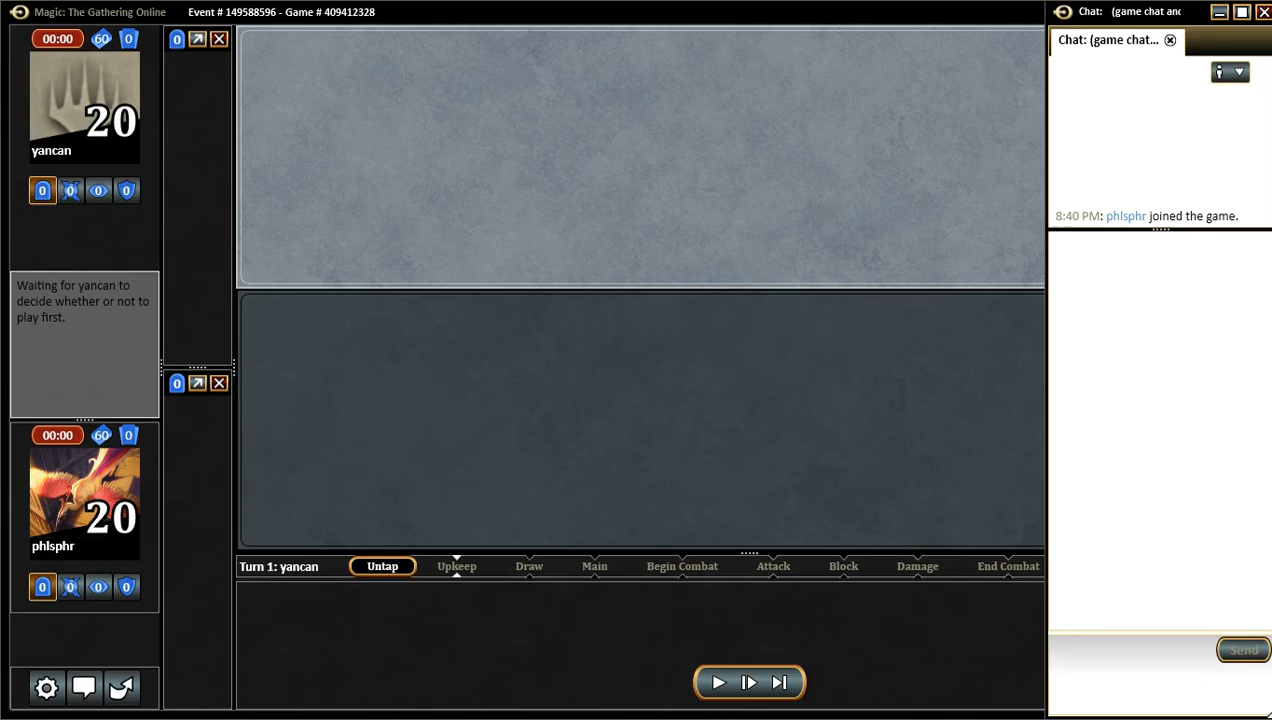 Magic: The Gathering Online
Event # 149588596 - Game # 409412328
00:00 60 0
20
yancan
0 0 0 0
Waiting for yancan to
decide whether or not to
play first.
00:00 60 0
20
phlsphr
0 0 0 0
0
0
Turn 1: yancan
Untap Upkeep Draw Main Begin Combat Attack Block Damage End Combat
Chat: (game chat anc
Chat: (game chat...
8:40 PM: phlsphr joined the game.
Send